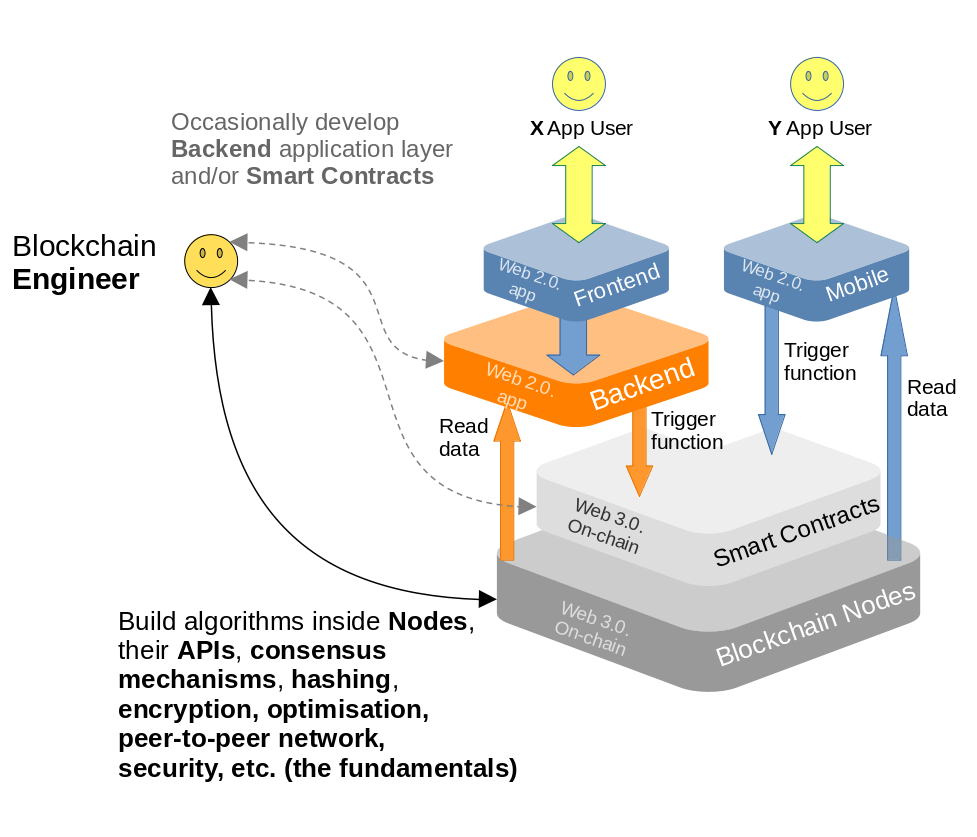 X App User
Y App User
Occasionally develop
Backend application layer
and/or Smart Contracts
Blockchain
Engineer
Web 2.0.
app
Frontend
Web 2.0.
app
Mobile
Web 2.0.
app
Backend
Trigger
function
Read
data
Read
data
Trigger
function
Web 3.0.
On-chain
Smart Contracts
Web 3.0.
On-chain
Blockchain Nodes
Build algorithms inside Nodes,
their APIs, consensus
mechanisms, hashing,
encryption, optimisation,
peer-to-peer network,
security, etc. (the fundamentals)